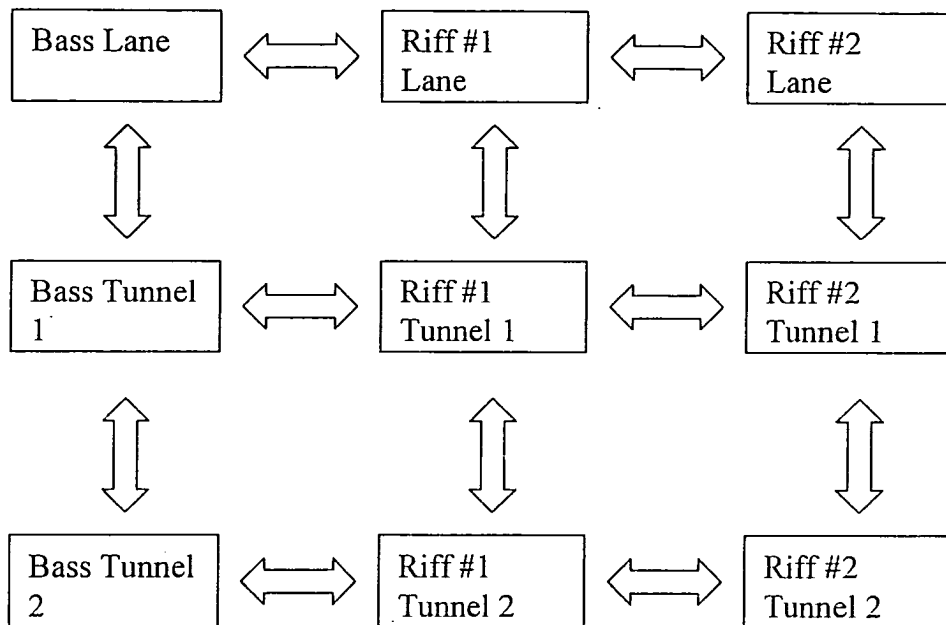 Bass Lane
Riff #1
Lane
Riff #2
Lane
Bass Tunnel
1
Riff #1
Tunnel 1
Riff #2
Tunnel 1
Bass Tunnel
2
Riff #1
Tunnel 2
Riff #2
Tunnel 2